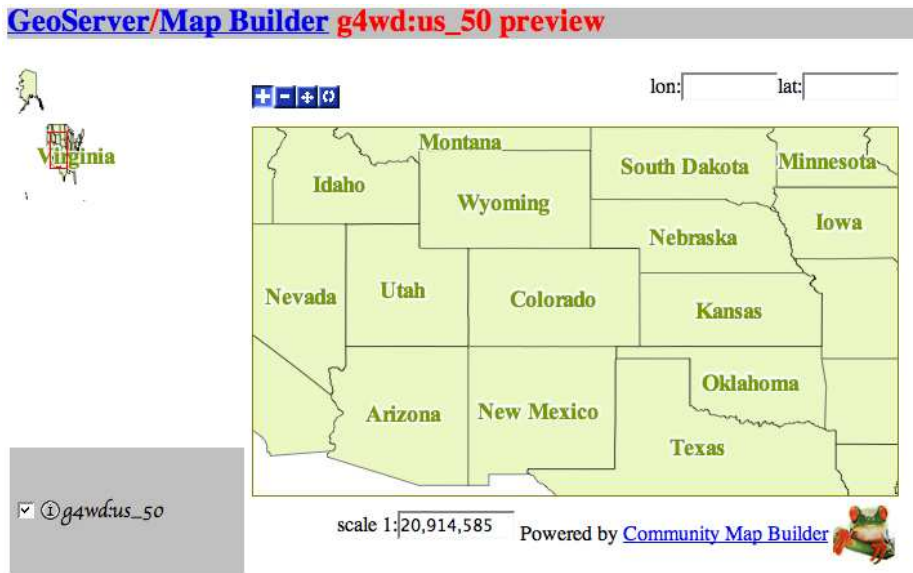 GeoServer/Map Builder g4wd:us_50 preview
lon: lat:
Virginia
Montana
South Dakota
Minnesota
Idaho
Wyoming
Iowa
Nebraska
Nevada
Utah
Colorado
Kansas
Oklahoma
Arizona
New Mexico
Texas
g4wd:us_50
scale 1:20,914,585
Powered by Community Map Builder